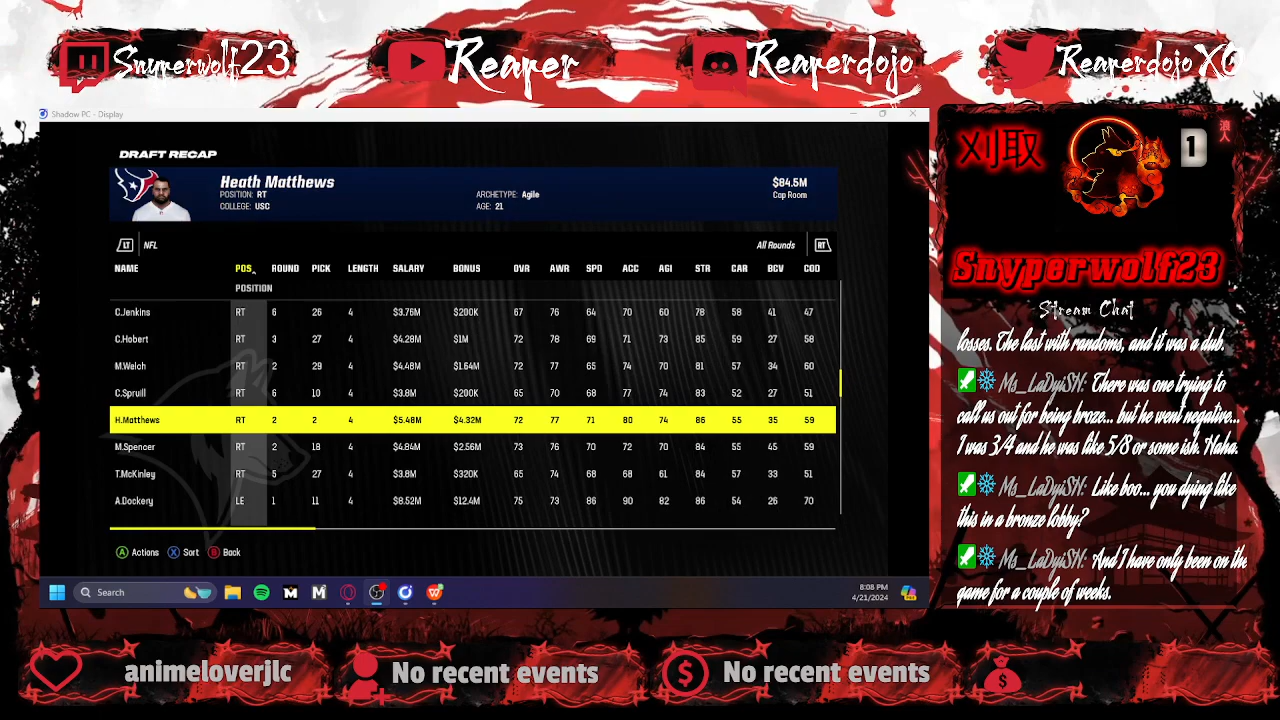 Snyperwolf23
Reaper
Reaperdojo
ReaperdojoXG
Shadow PC - Display
DRAFT RECAP
Heath Matthews
POSITION: RT
COLLEGE: USC
ARCHETYPE: Agile
AGE: 21
$84.5M
Cap Room
LT NFL
All Rounds RT
NAME POS. ROUND PICK LENGTH SALARY BONUS OVR AWR SPD ACC AGI STR CAR BCV COD
POSITION
C.Jenkins RT 6 26 4 $3.76M $200K 67 76 64 70 60 78 58 41 47
C.Hobert RT 3 27 4 $4.28M $1M 72 78 69 71 73 85 59 27 58
M.Welch RT 2 29 4 $4.48M $1.64M 72 77 65 74 70 81 57 34 60
C.Spruill RT 6 10 4 $3.8M $280K 65 70 68 77 74 83 52 27 51
H.Matthews RT 2 2 4 $5.48M $4.32M 72 77 71 80 74 86 55 35 59
M.Spencer RT 2 18 4 $4.84M $2.56M 73 76 70 72 70 84 55 45 59
T.McKinley RT 5 27 4 $3.8M $320K 65 74 68 68 61 84 57 33 51
A.Dockery LE 1 11 4 $8.52M $12.4M 75 73 86 90 82 86 54 26 70
A Actions X Sort B Back
Search
8:08 PM
4/21/2024
刈取
1
浪人
Snyperwolf23
Stream Chat
losses. The last with randoms, and it was a dub.
Ms_LaDyiSH: There was one trying to
call us out for being broze... but he went negative...
I was 3/4 and he was like 5/8 or some ish. Haha.
Ms_LaDyiSH: Like boo... you dying like
this in a bronze lobby?
Ms_LaDyiSH: And I have only been on the
game for a couple of weeks.
animeloverjlc
No recent events
No recent events